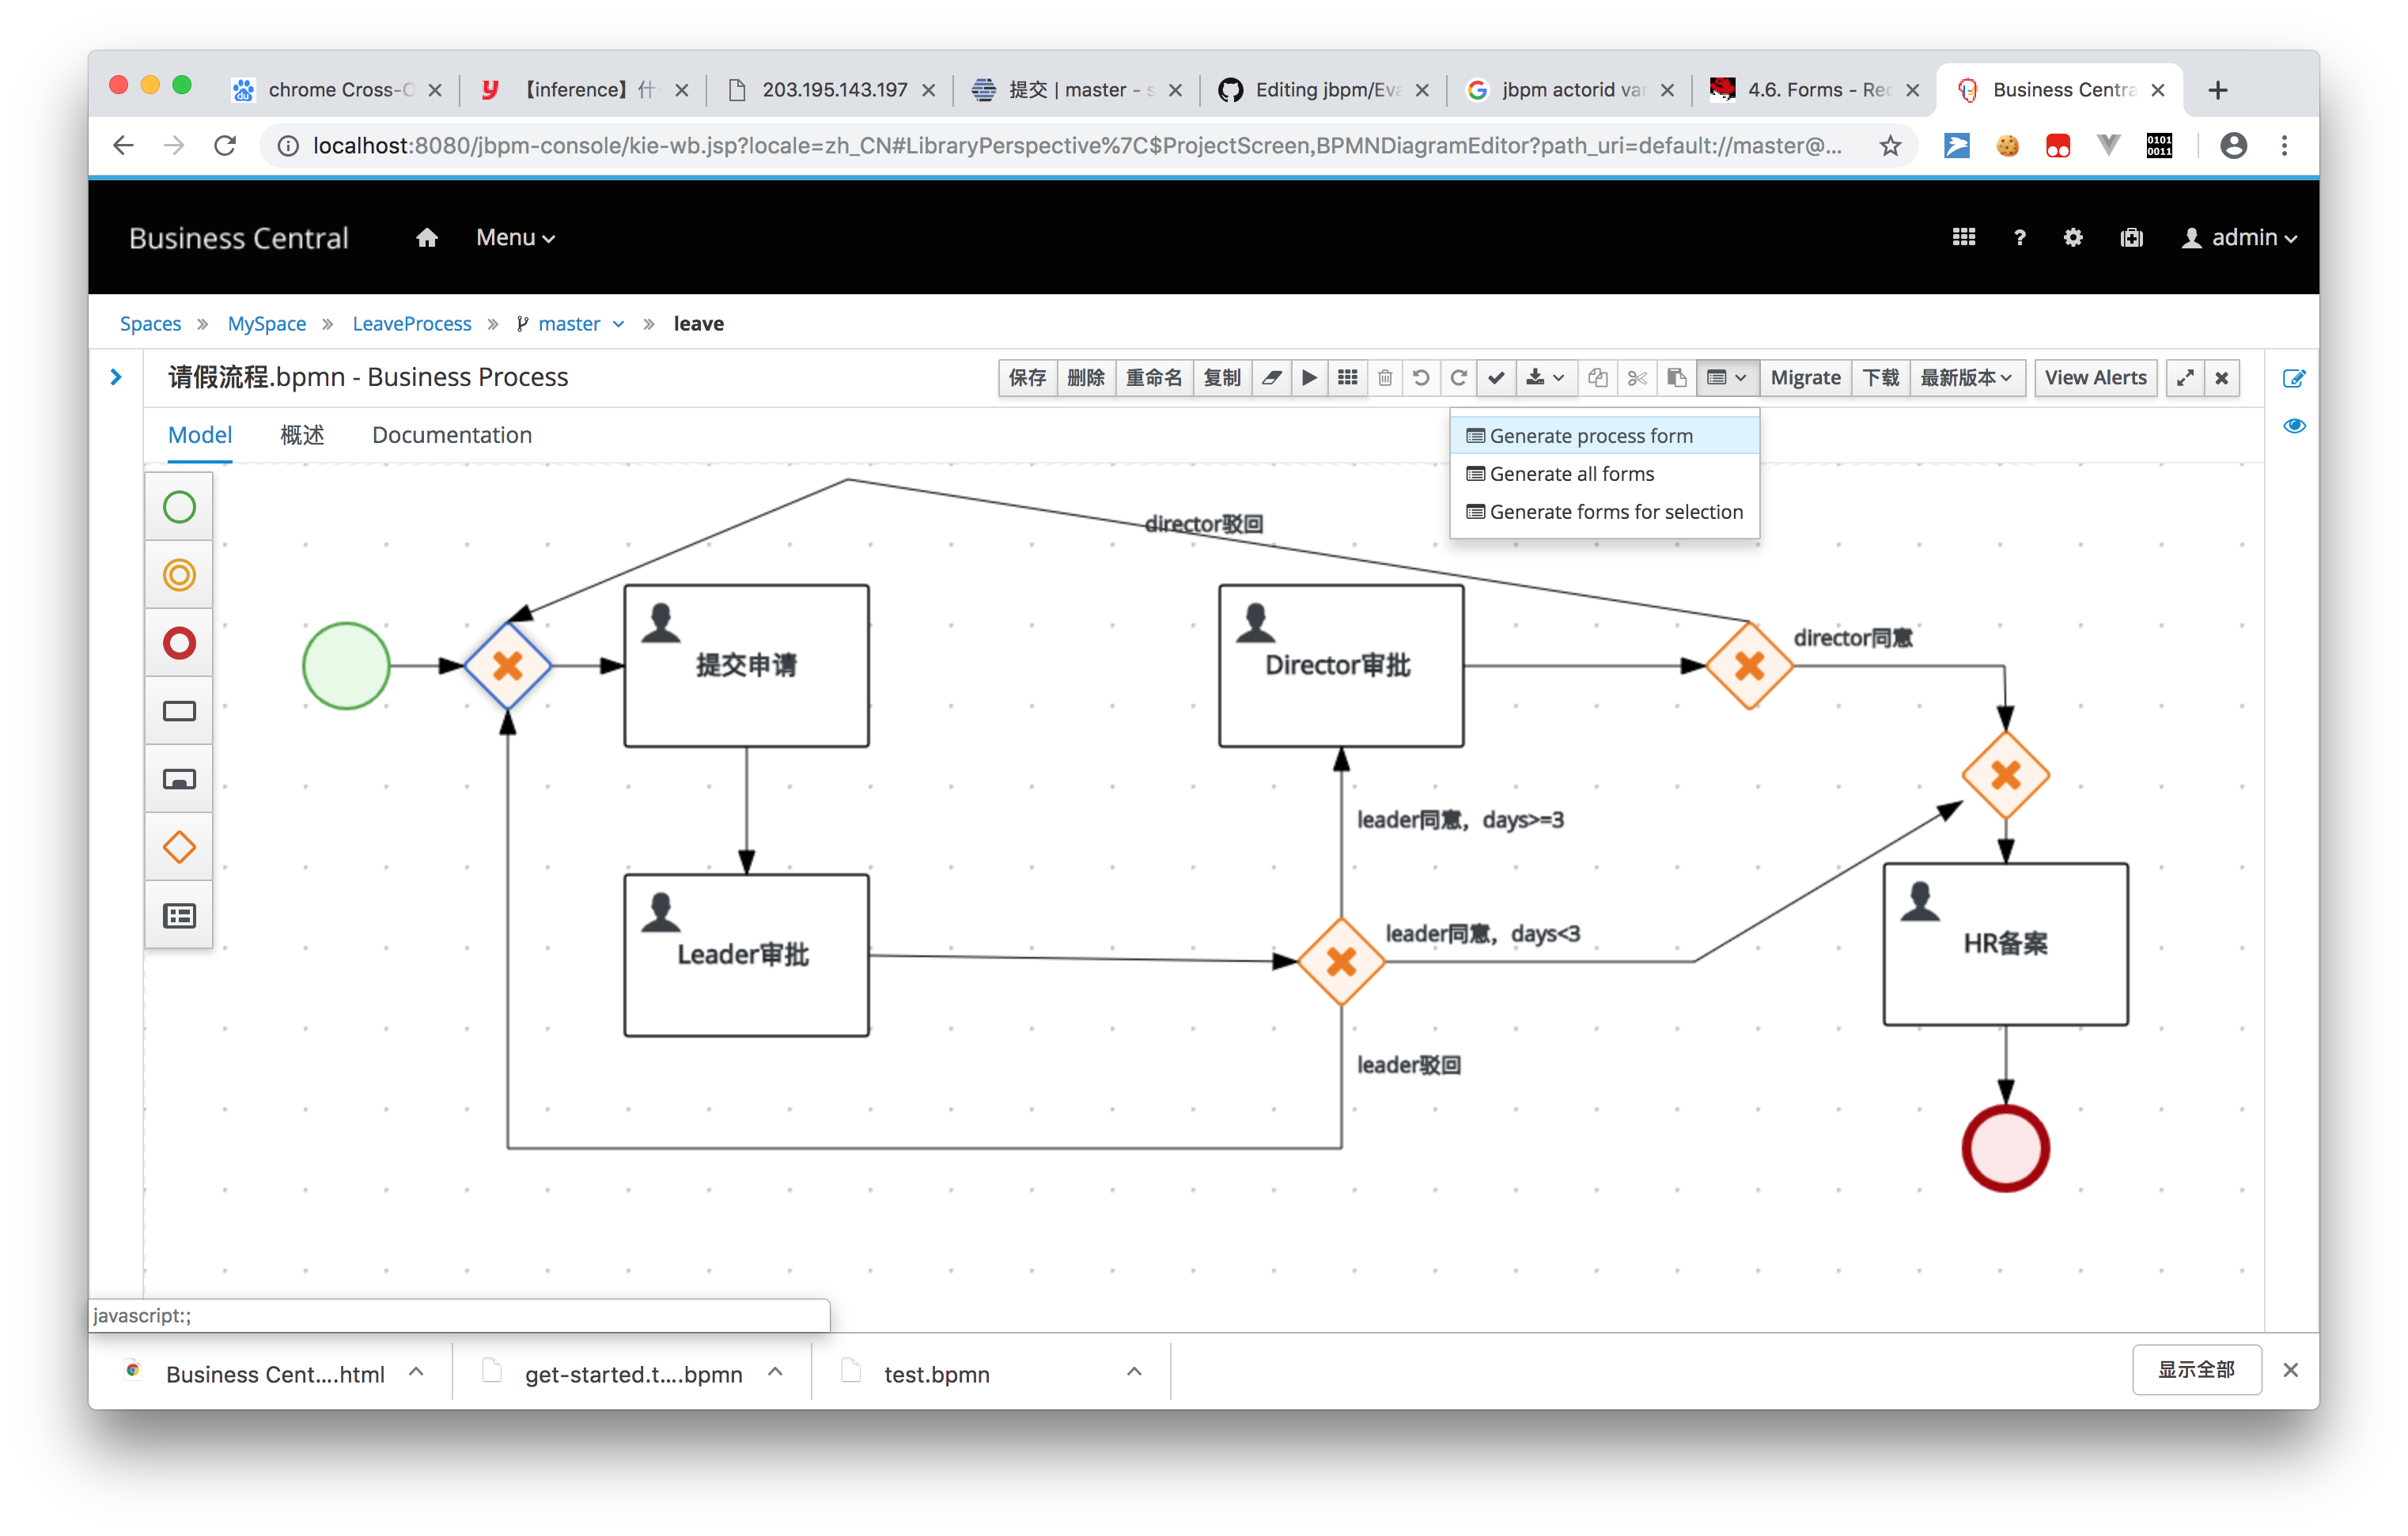 chrome Cross-O
【inference】什
203.195.143.197
提交 | master - s
Editing jbpm/Eva
jbpm actorid var
4.6. Forms - Rec
Business Centra
localhost:8080/jbpm-console/kie-wb.jsp?locale=zh_CN#LibraryPerspective%7C$ProjectScreen,BPMNDiagramEditor?path_uri=default://master@...
0101
0011
Business Central
Menu
?
admin
Spaces » MySpace » LeaveProcess » master » leave
请假流程.bpmn - Business Process
保存
删除
重命名
复制
Migrate
下载
最新版本
View Alerts
Model
概述
Documentation
Generate process form
Generate all forms
Generate forms for selection
director驳回
director同意
提交申请
Director审批
leader同意，days>=3
leader同意，days<3
Leader审批
HR备案
leader驳回
javascript:;
Business Cent....html
get-started.t....bpmn
test.bpmn
显示全部